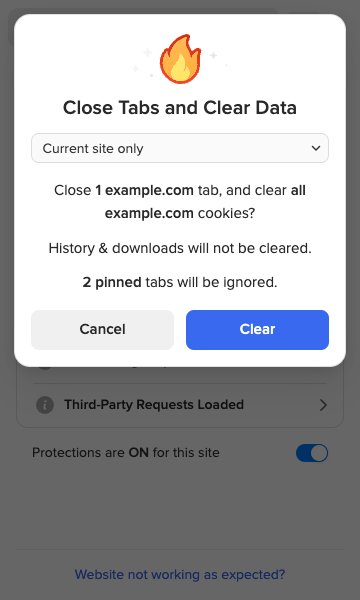 Close Tabs and Clear Data
Current site only
Close 1 example.com tab, and clear all
example.com cookies?
History & downloads will not be cleared.
2 pinned tabs will be ignored.
Cancel
Clear
Third-Party Requests Loaded
Protections are ON for this site
Website not working as expected?